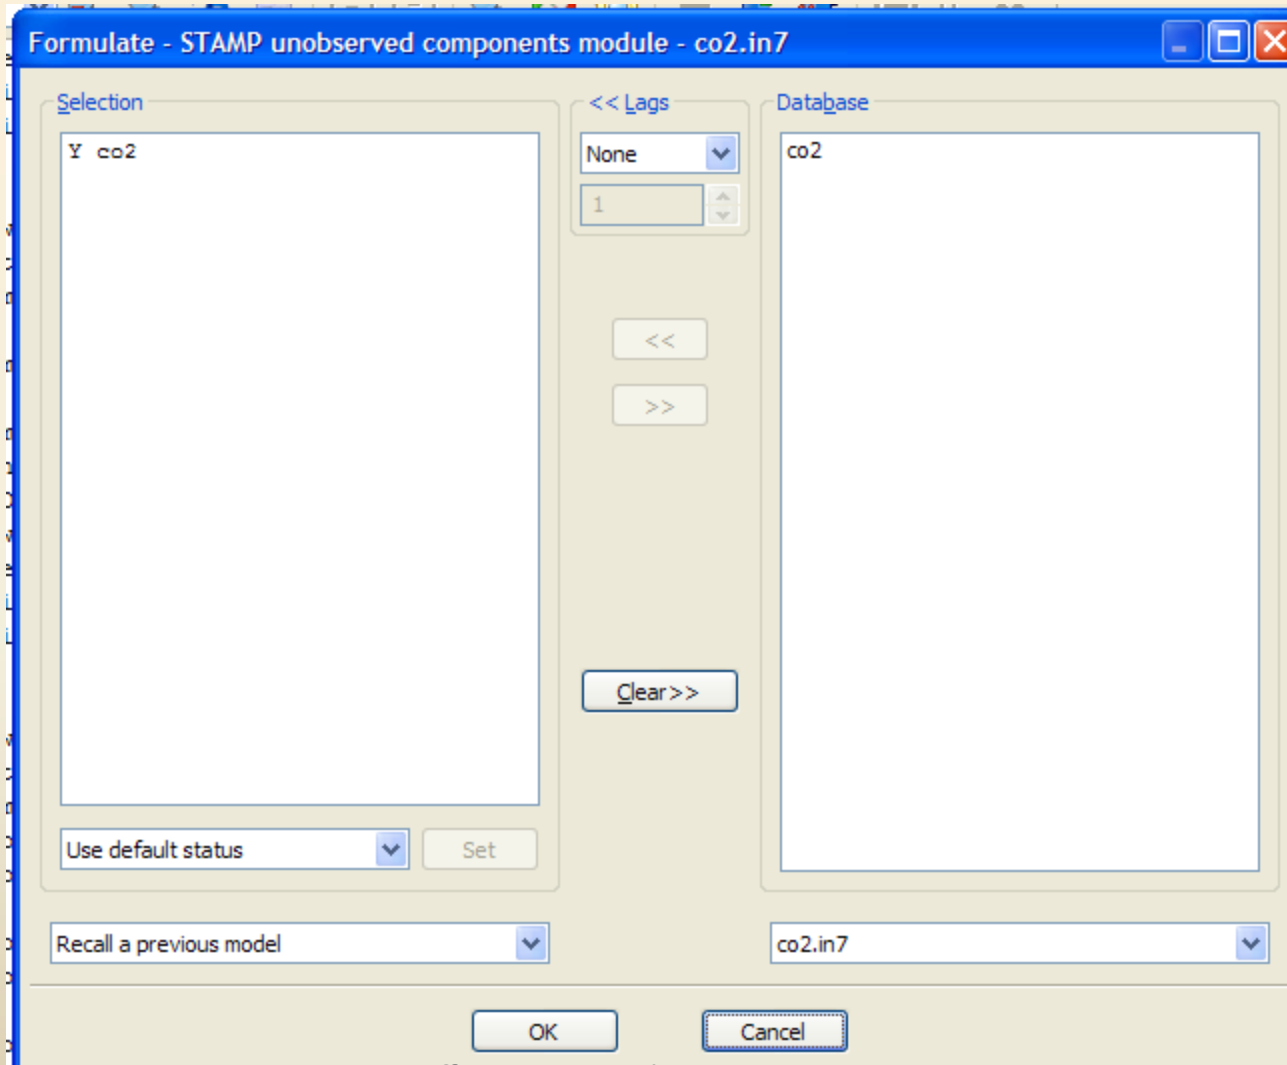 Formulate - STAMP unobserved components module - co2.in7
Selection
<< Lags
Database
Y co2
None
co2
1
<<
>>
Clear>>
Use default status
Set
Recall a previous model
co2.in7
OK
Cancel